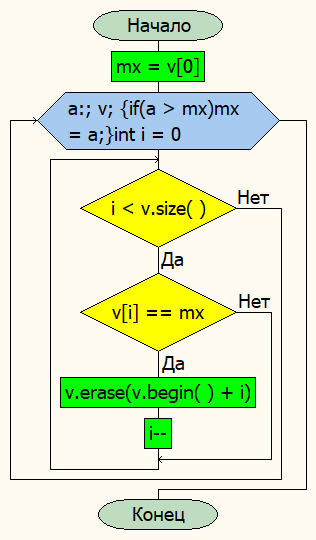 Начало
mx = v[0]
a:; v; {if(a > mx)mx
= a;}int i = 0
i < v.size( )
Нет
Да
v[i] == mx
Нет
Да
v.erase(v.begin( ) + i)
i--
Конец